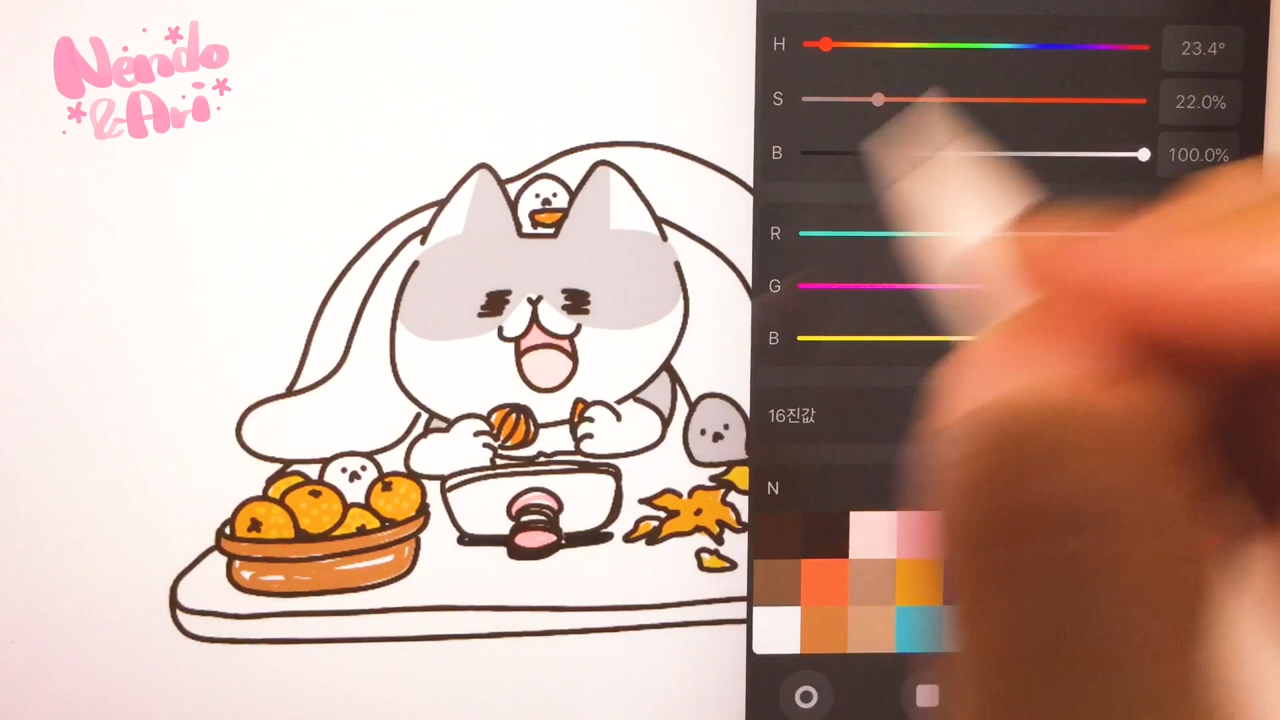 Nendo
&Ari
H 23.4°
S 22.0%
B 100.0%
R
G
B
16진값
N